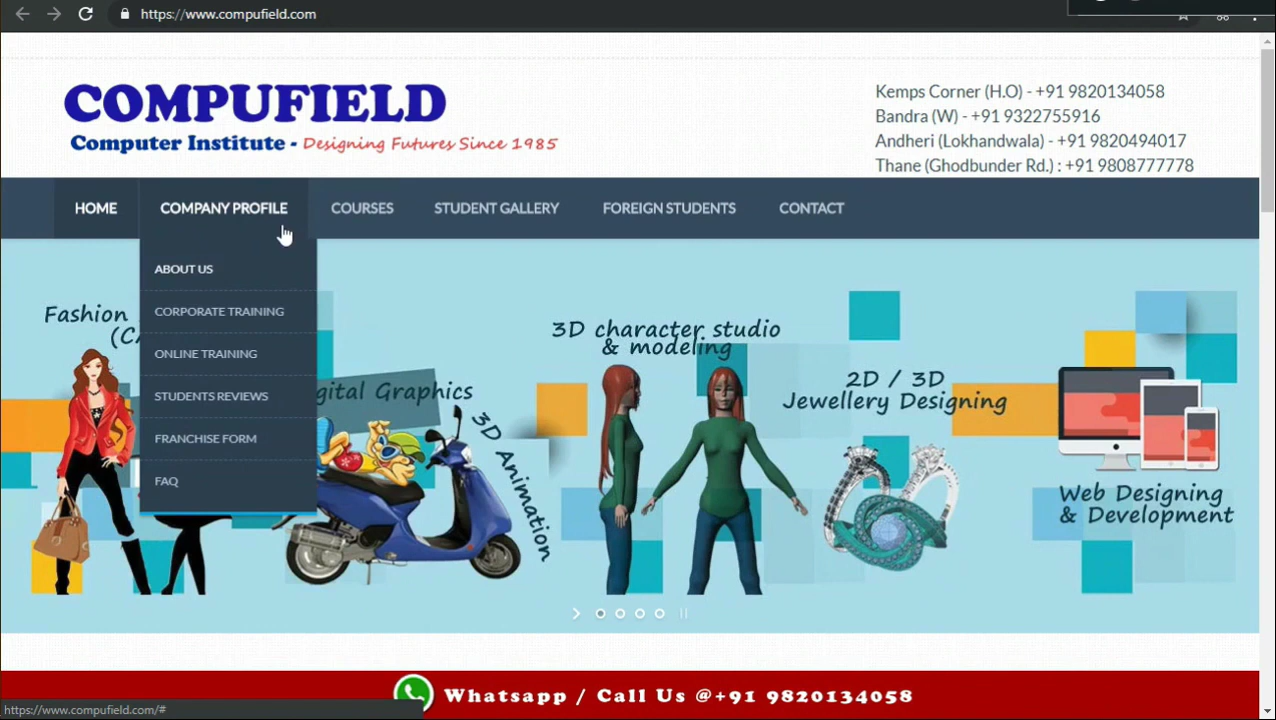 https://www.compufield.com
COMPUFIELD
Computer Institute - Designing Futures Since 1985
Kemps Corner (H.O) - +91 9820134058
Bandra (W) - +91 9322755916
Andheri (Lokhandwala) - +91 9820494017
Thane (Ghodbunder Rd.) : +91 9808777778
HOME COMPANY PROFILE COURSES STUDENT GALLERY FOREIGN STUDENTS CONTACT
ABOUT US
CORPORATE TRAINING
ONLINE TRAINING
STUDENTS REVIEWS
FRANCHISE FORM
FAQ
Fashion
Graphics
3D Animation
3D character studio
& modeling
2D / 3D
Jewellery Designing
Web Designing
& Development
Whatsapp / Call Us @+91 9820134058
https://www.compufield.com/#